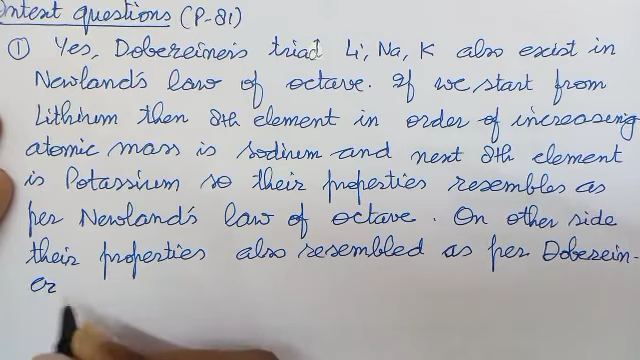 ntext questions (P-81)
① Yes, Dobereiner's triad Li, Na, K also exist in
Newland's law of octave. If we start from
Lithium then 8th element in order of increasing
atomic mass is sodium and next 8th element
is Potassium so their properties resembles as
per Newland's law of octave. On other side
their properties also resembled as per Doberein-
er